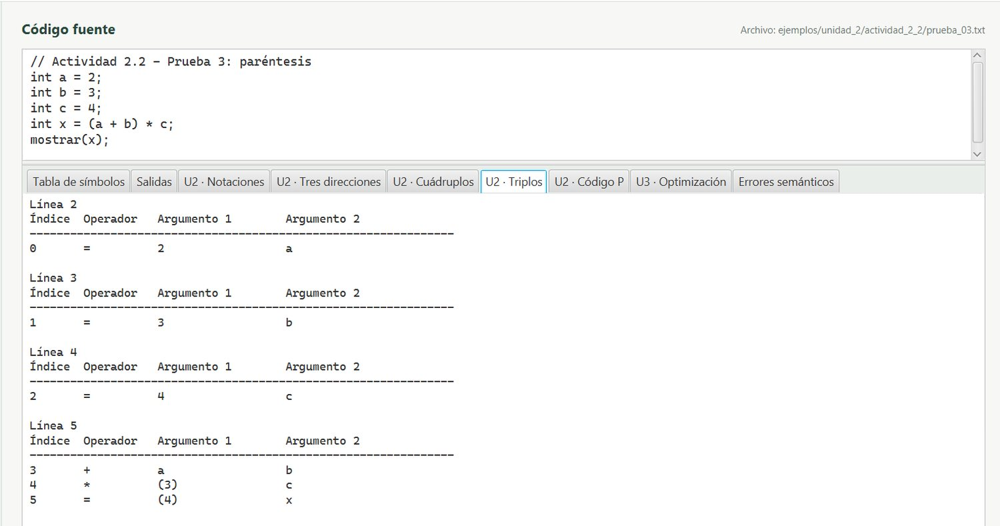 Código fuente
Archivo: ejemplos/unidad_2/actividad_2_2/prueba_03.txt
// Actividad 2.2 - Prueba 3: paréntesis
int a = 2;
int b = 3;
int c = 4;
int x = (a + b) * c;
mostrar(x);
Tabla de símbolos Salidas U2 · Notaciones U2 · Tres direcciones U2 · Cuádruplos U2 · Triplos U2 · Código P U3 · Optimización Errores semánticos
Línea 2
Índice Operador Argumento 1 Argumento 2
---------------------------------------------------------------
0 = 2 a
Línea 3
Índice Operador Argumento 1 Argumento 2
---------------------------------------------------------------
1 = 3 b
Línea 4
Índice Operador Argumento 1 Argumento 2
---------------------------------------------------------------
2 = 4 c
Línea 5
Índice Operador Argumento 1 Argumento 2
---------------------------------------------------------------
3 + a b
4 * (3) c
5 = (4) x